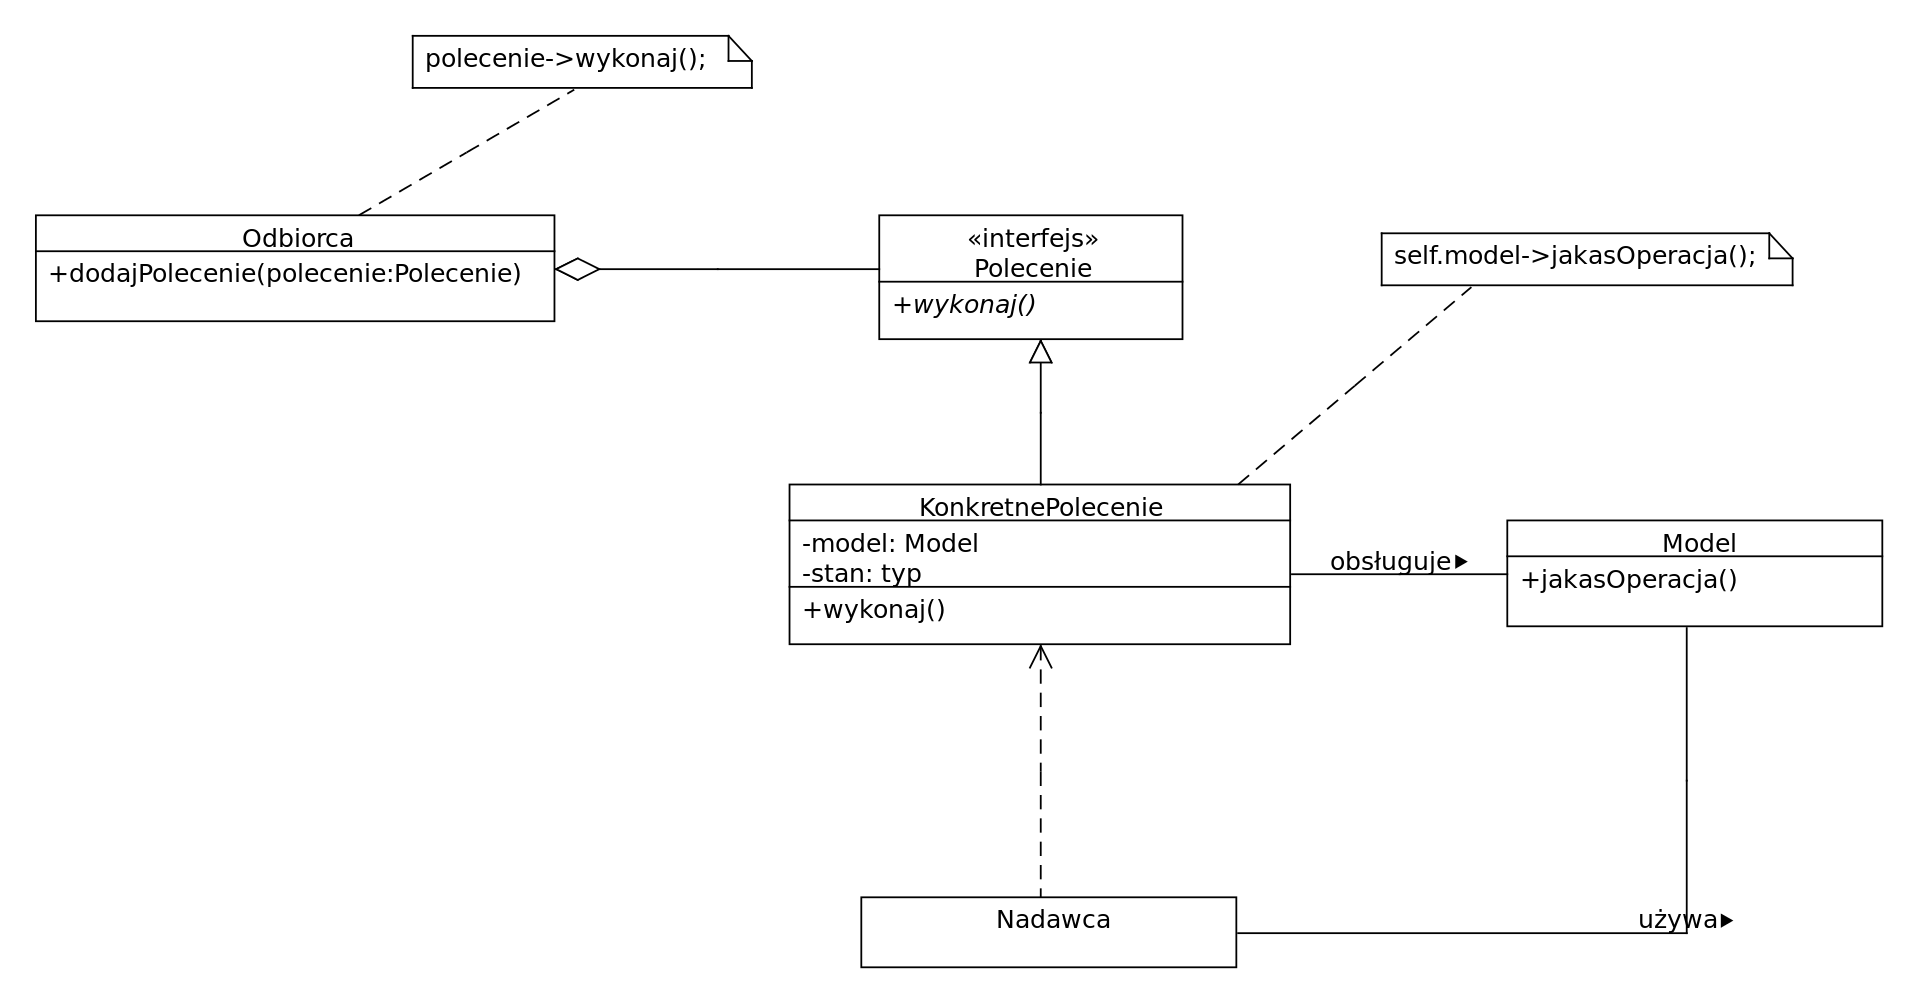 polecenie->wykonaj();
Odbiorca
+dodajPolecenie(polecenie:Polecenie)
«interfejs»
Polecenie
+wykonaj()
self.model->jakasOperacja();
KonkretnePolecenie
-model: Model
-stan: typ
+wykonaj()
obsługuje▶
Model
+jakasOperacja()
Nadawca
używa▶